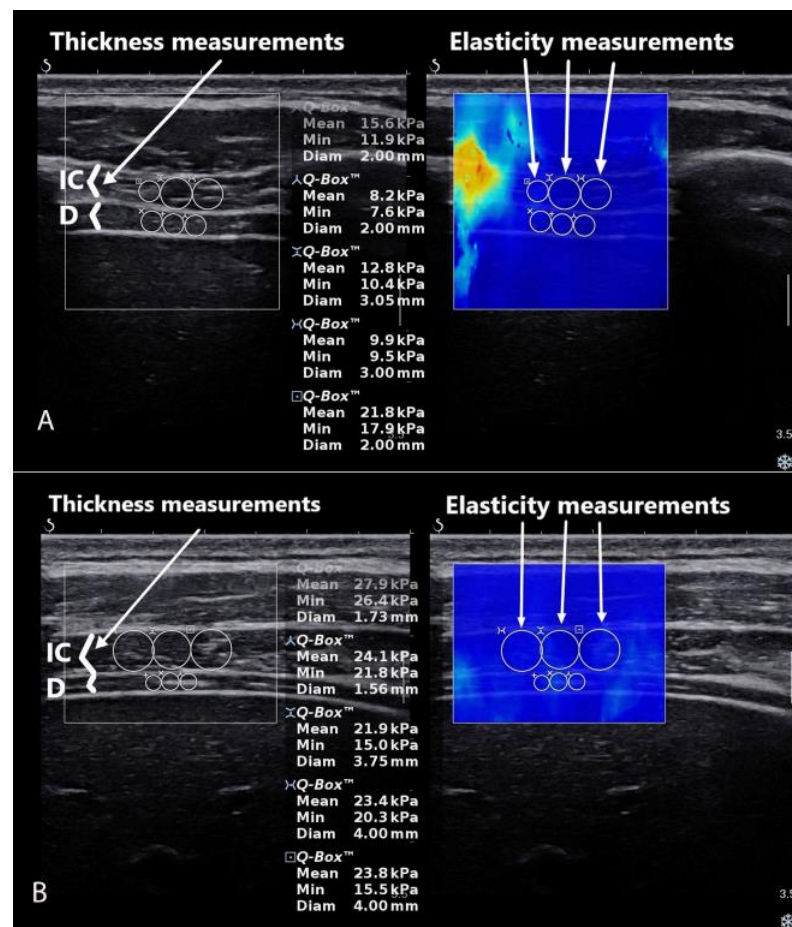 Thickness measurements
Elasticity measurements
Q-Box™
Mean 15.6 kPa
Min 11.9 kPa
Diam 2.00 mm
IC
D
Q-Box™
Mean 8.2 kPa
Min 7.6 kPa
Diam 2.00 mm
Q-Box™
Mean 12.8 kPa
Min 10.4 kPa
Diam 3.05 mm
Q-Box™
Mean 9.9 kPa
Min 9.5 kPa
Diam 3.00 mm
Q-Box™
Mean 21.8 kPa
Min 17.9 kPa
Diam 2.00 mm
A
3.5
3.5
Thickness measurements
Elasticity measurements
Q-Box
Mean 27.9 kPa
Min 26.4 kPa
Diam 1.73 mm
IC
D
Q-Box™
Mean 24.1 kPa
Min 21.8 kPa
Diam 1.56 mm
Q-Box™
Mean 21.9 kPa
Min 15.0 kPa
Diam 3.75 mm
Q-Box™
Mean 23.4 kPa
Min 20.3 kPa
Diam 4.00 mm
Q-Box™
Mean 23.8 kPa
Min 15.5 kPa
Diam 4.00 mm
B
3.5
3.5